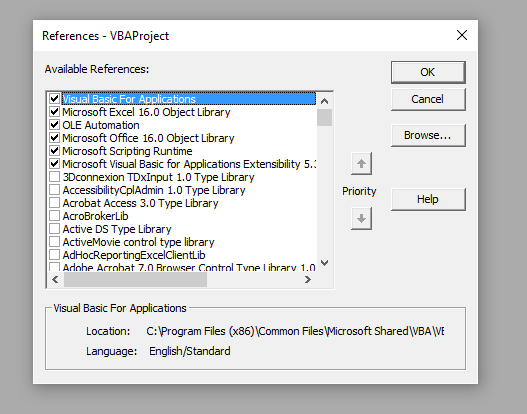 References - VBAProject
Available References:
Visual Basic For Applications
Microsoft Excel 16.0 Object Library
OLE Automation
Microsoft Office 16.0 Object Library
Microsoft Scripting Runtime
Microsoft Visual Basic for Applications Extensibility 5.3
3Dconnexion TDxInput 1.0 Type Library
AccessibilityCplAdmin 1.0 Type Library
Acrobat Access 3.0 Type Library
AcroBrokerLib
Active DS Type Library
ActiveMovie control type library
AdHocReportingExcelClientLib
Adobe Acrobat 7.0 Browser Control Type Library 1.0
OK
Cancel
Browse...
Priority
Help
Visual Basic For Applications
Location: C:\Program Files (x86)\Common Files\Microsoft Shared\VBA\VE
Language: English/Standard